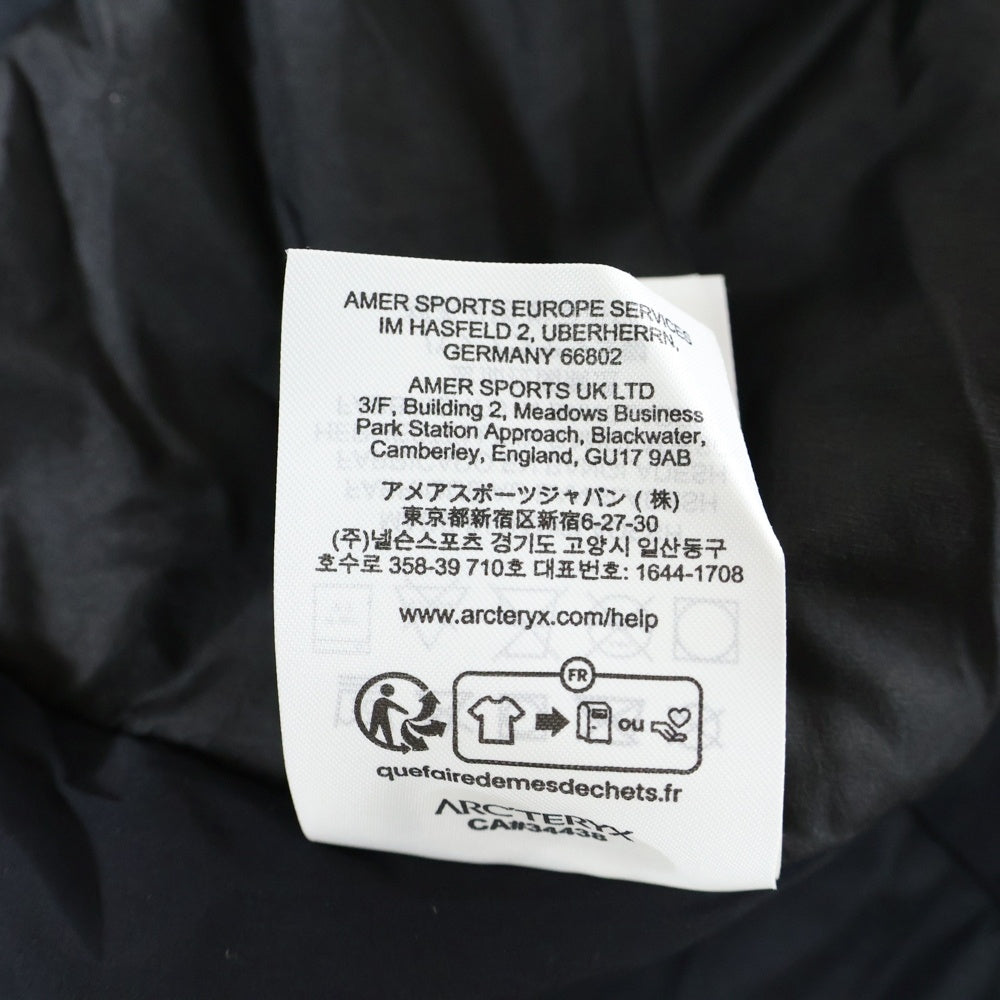 AMER SPORTS EUROPE SERVICES
IM HASFELD 2, UBERHERRN,
GERMANY 66802
AMER SPORTS UK LTD
3/F, Building 2, Meadows Business
Park Station Approach, Blackwater,
Camberley, England, GU17 9AB
アメアスポーツジャパン (株)
東京都新宿区新宿6-27-30
(주)넬슨스포츠 경기도 고양시 일산동구
호수로 358-39 710호 대표번호: 1644-1708
www.arcteryx.com/help
FR
ou
quefairedemesdechets.fr
ARC'TERYX
CA#34438